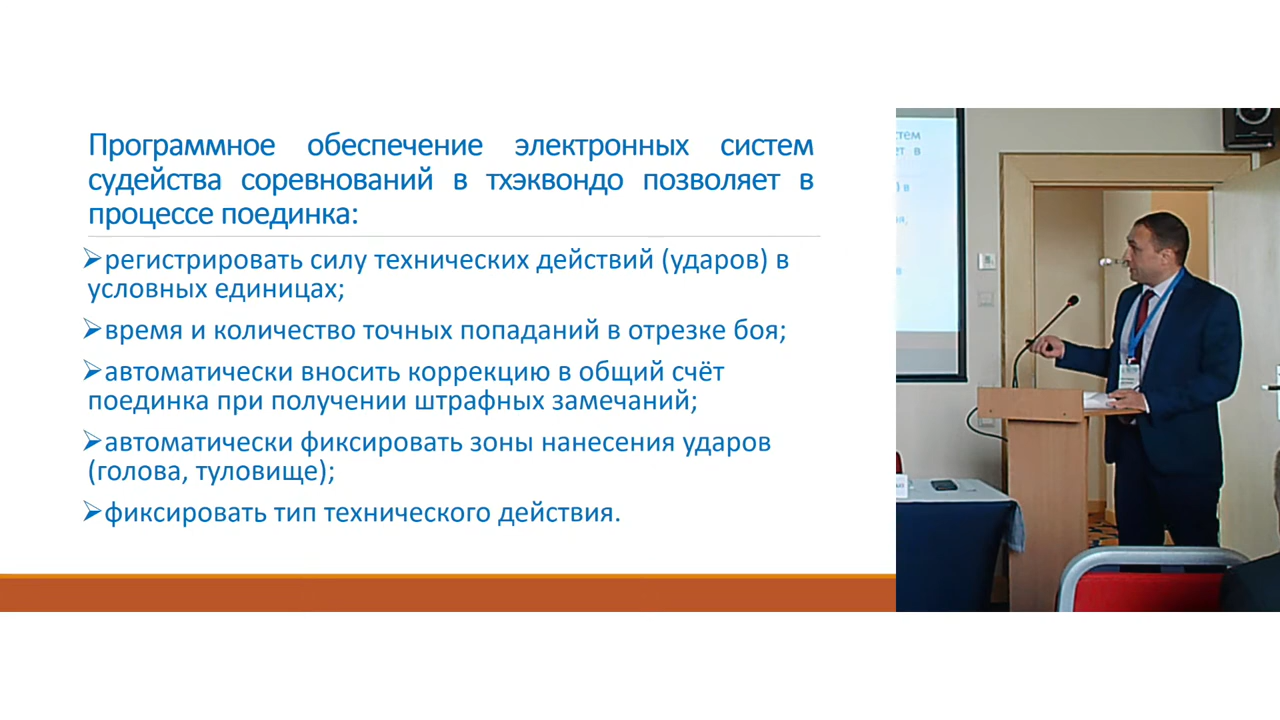 Программное обеспечение электронных систем
судейства соревнований в тхэквондо позволяет в
процессе поединка:
➢регистрировать силу технических действий (ударов) в
условных единицах;
➢время и количество точных попаданий в отрезке боя;
➢автоматически вносить коррекцию в общий счёт
поединка при получении штрафных замечаний;
➢автоматически фиксировать зоны нанесения ударов
(голова, туловище);
➢фиксировать тип технического действия.